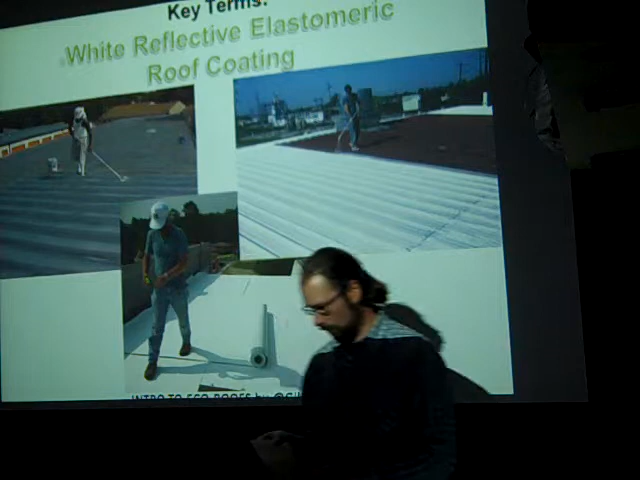 Key Terms:
White Reflective Elastomeric
Roof Coating
INTRO TO ECO-ROOFS by